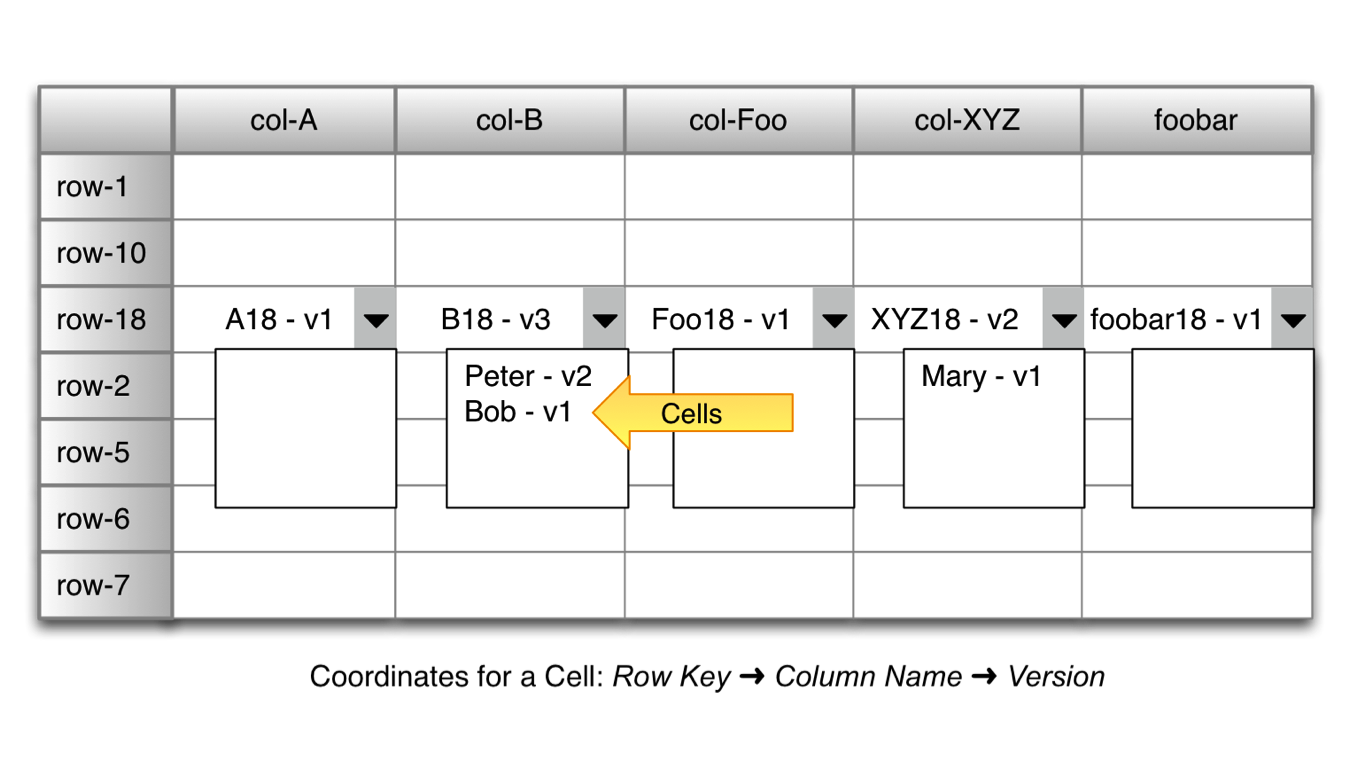 col-A col-B col-Foo col-XYZ foobar
row-1
row-10
row-18 A18 - v1 B18 - v3 Foo18 - v1 XYZ18 - v2 foobar18 - v1
row-2 Peter - v2 Mary - v1
Bob - v1 Cells
row-5
row-6
row-7
Coordinates for a Cell: Row Key ➜ Column Name ➜ Version